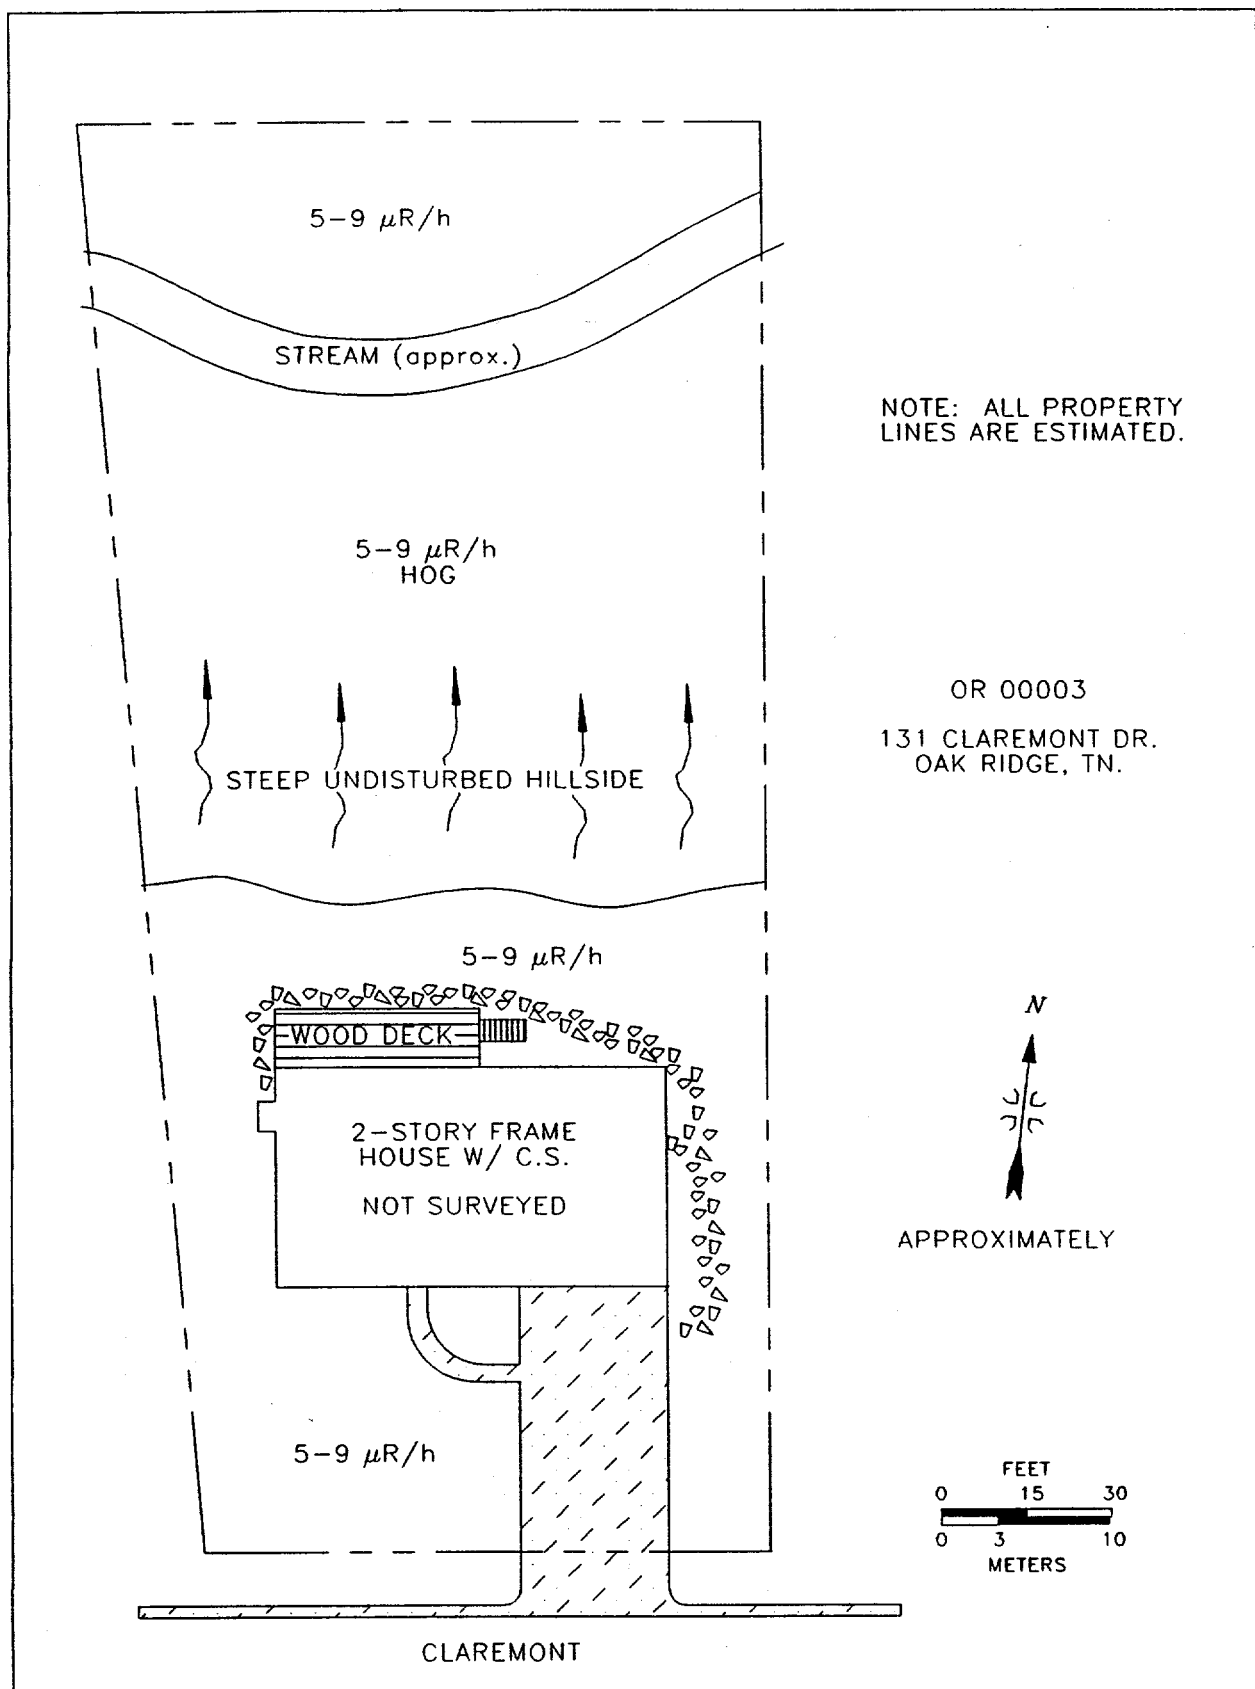 5-9 μR/h
STREAM (approx.)
NOTE: ALL PROPERTY
LINES ARE ESTIMATED.
5-9 μR/h
HOG
OR 00003
131 CLAREMONT DR.
OAK RIDGE, TN.
STEEP UNDISTURBED HILLSIDE
5-9 μR/h
WOOD DECK
N
2-STORY FRAME
HOUSE W/ C.S.
NOT SURVEYED
APPROXIMATELY
5-9 μR/h
FEET
0 15 30
0 3 10
METERS
CLAREMONT